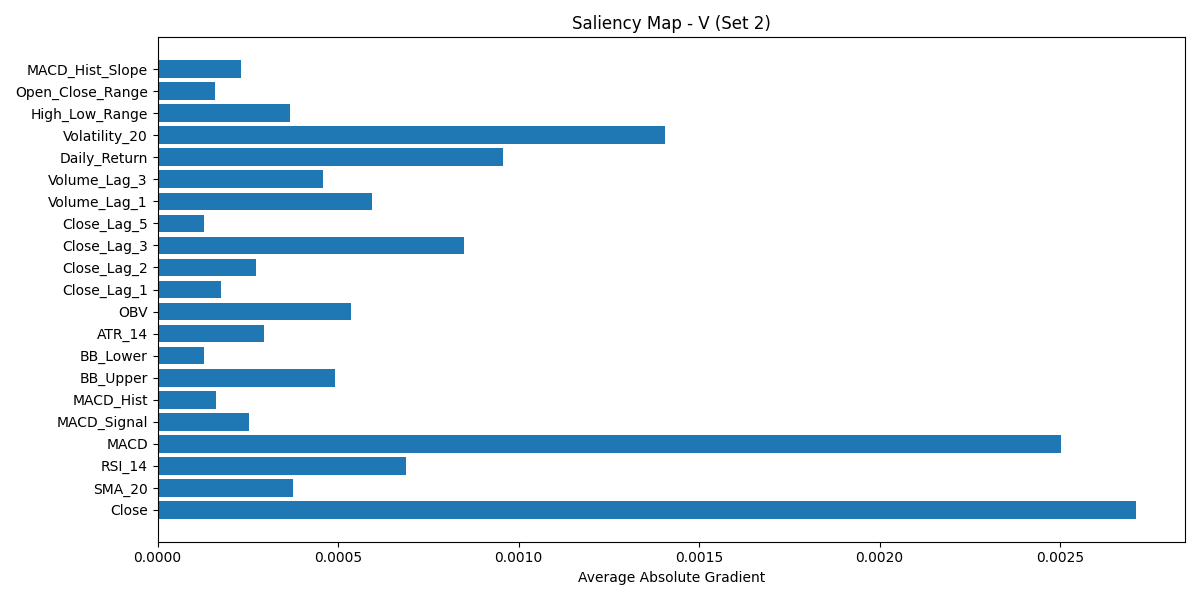 Saliency Map - V (Set 2)
MACD_Hist_Slope
Open_Close_Range
High_Low_Range
Volatility_20
Daily_Return
Volume_Lag_3
Volume_Lag_1
Close_Lag_5
Close_Lag_3
Close_Lag_2
Close_Lag_1
OBV
ATR_14
BB_Lower
BB_Upper
MACD_Hist
MACD_Signal
MACD
RSI_14
SMA_20
Close
0.0000 0.0005 0.0010 0.0015 0.0020 0.0025
Average Absolute Gradient